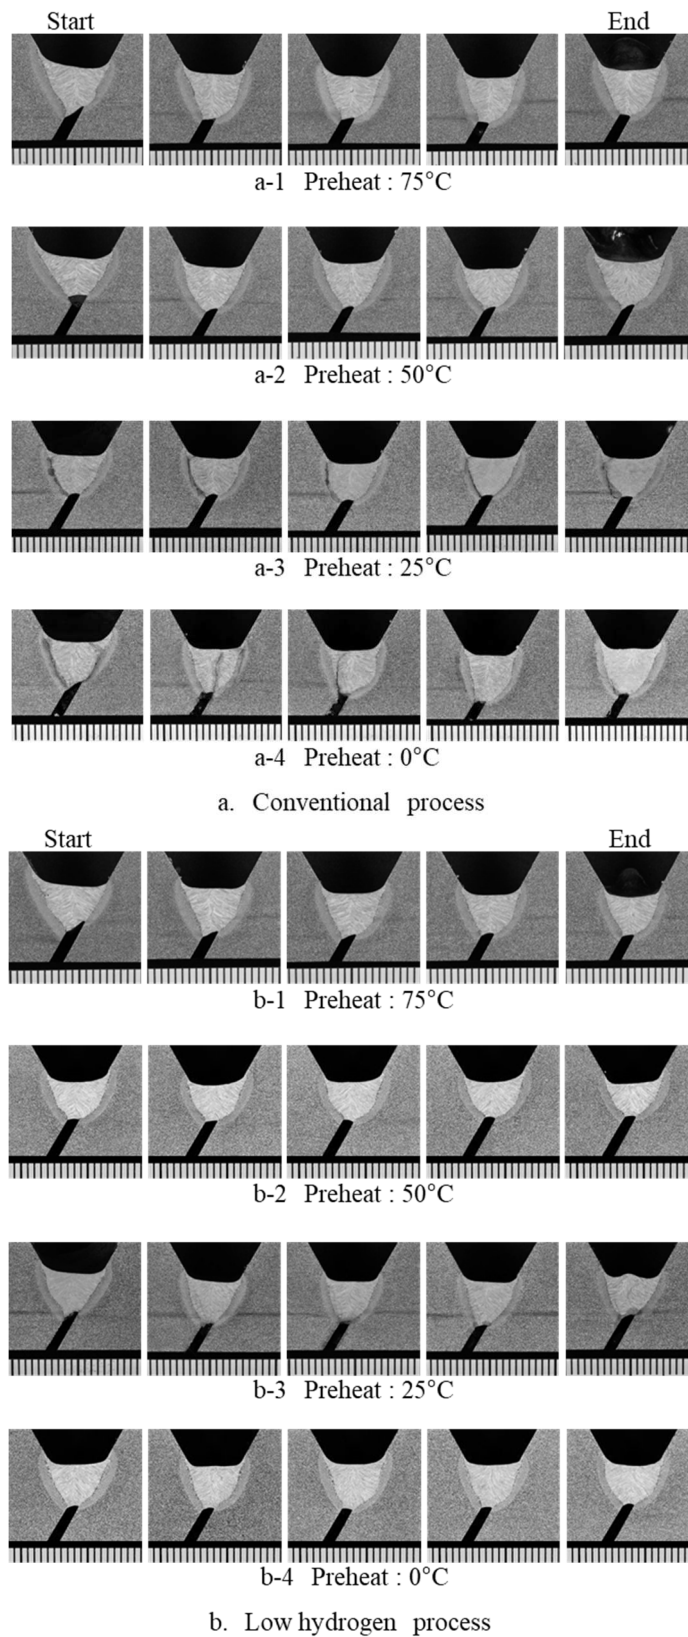 Start End
a-1 Preheat : 75°C
a-2 Preheat : 50°C
a-3 Preheat : 25°C
a-4 Preheat : 0°C
a. Conventional process
Start End
b-1 Preheat : 75°C
b-2 Preheat : 50°C
b-3 Preheat : 25°C
b-4 Preheat : 0°C
b. Low hydrogen process